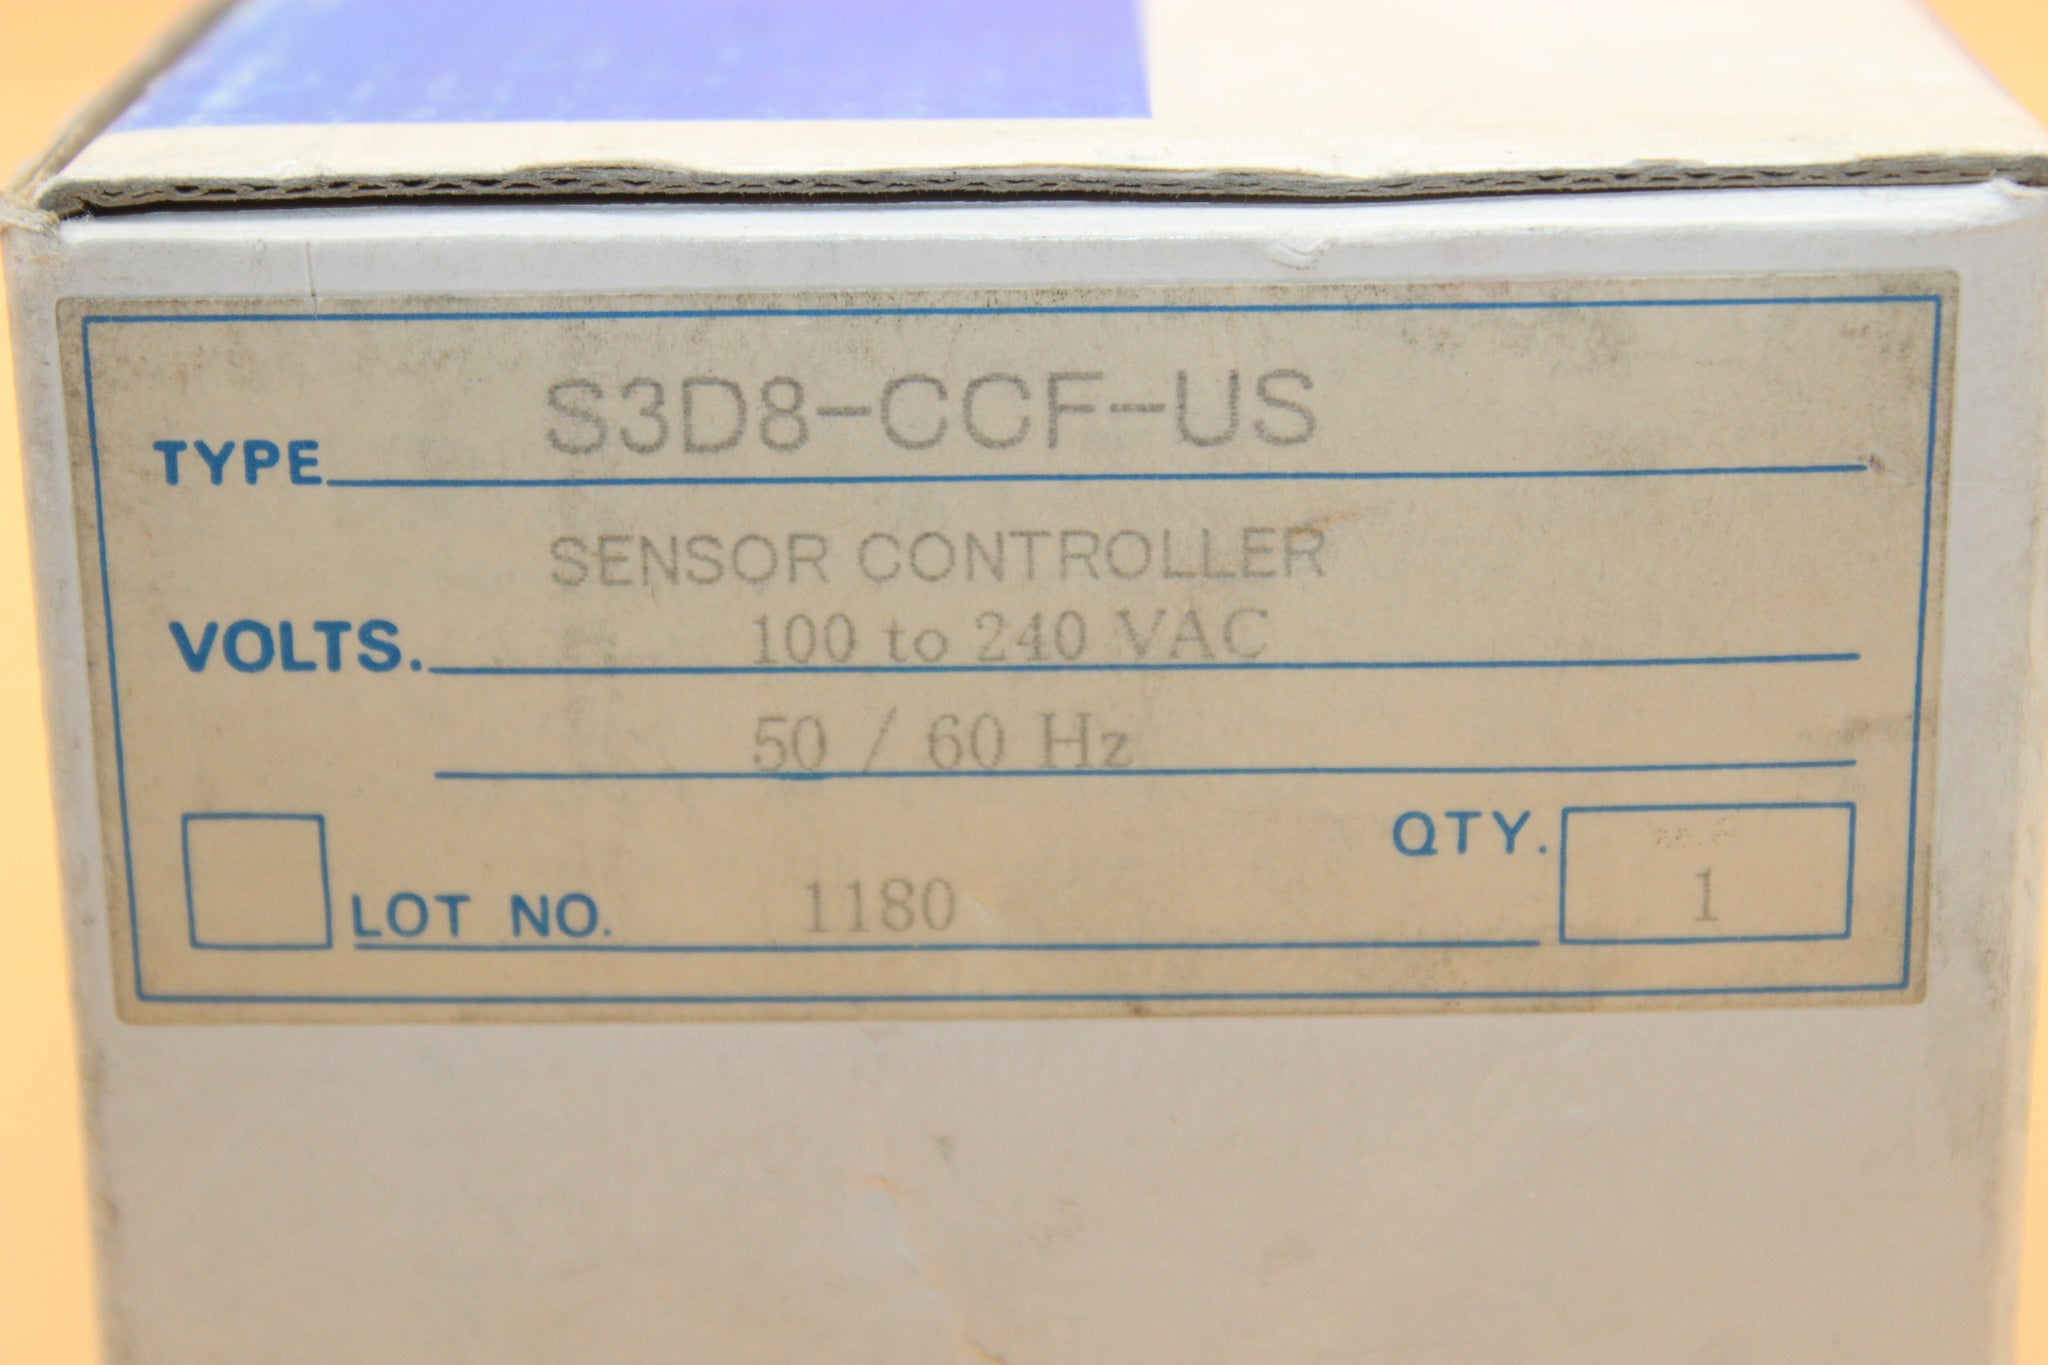 TYPE S3D8-CCF-US
SENSOR CONTROLLER
VOLTS. 100 to 240 VAC
50 / 60 Hz
QTY. 1
LOT NO. 1180